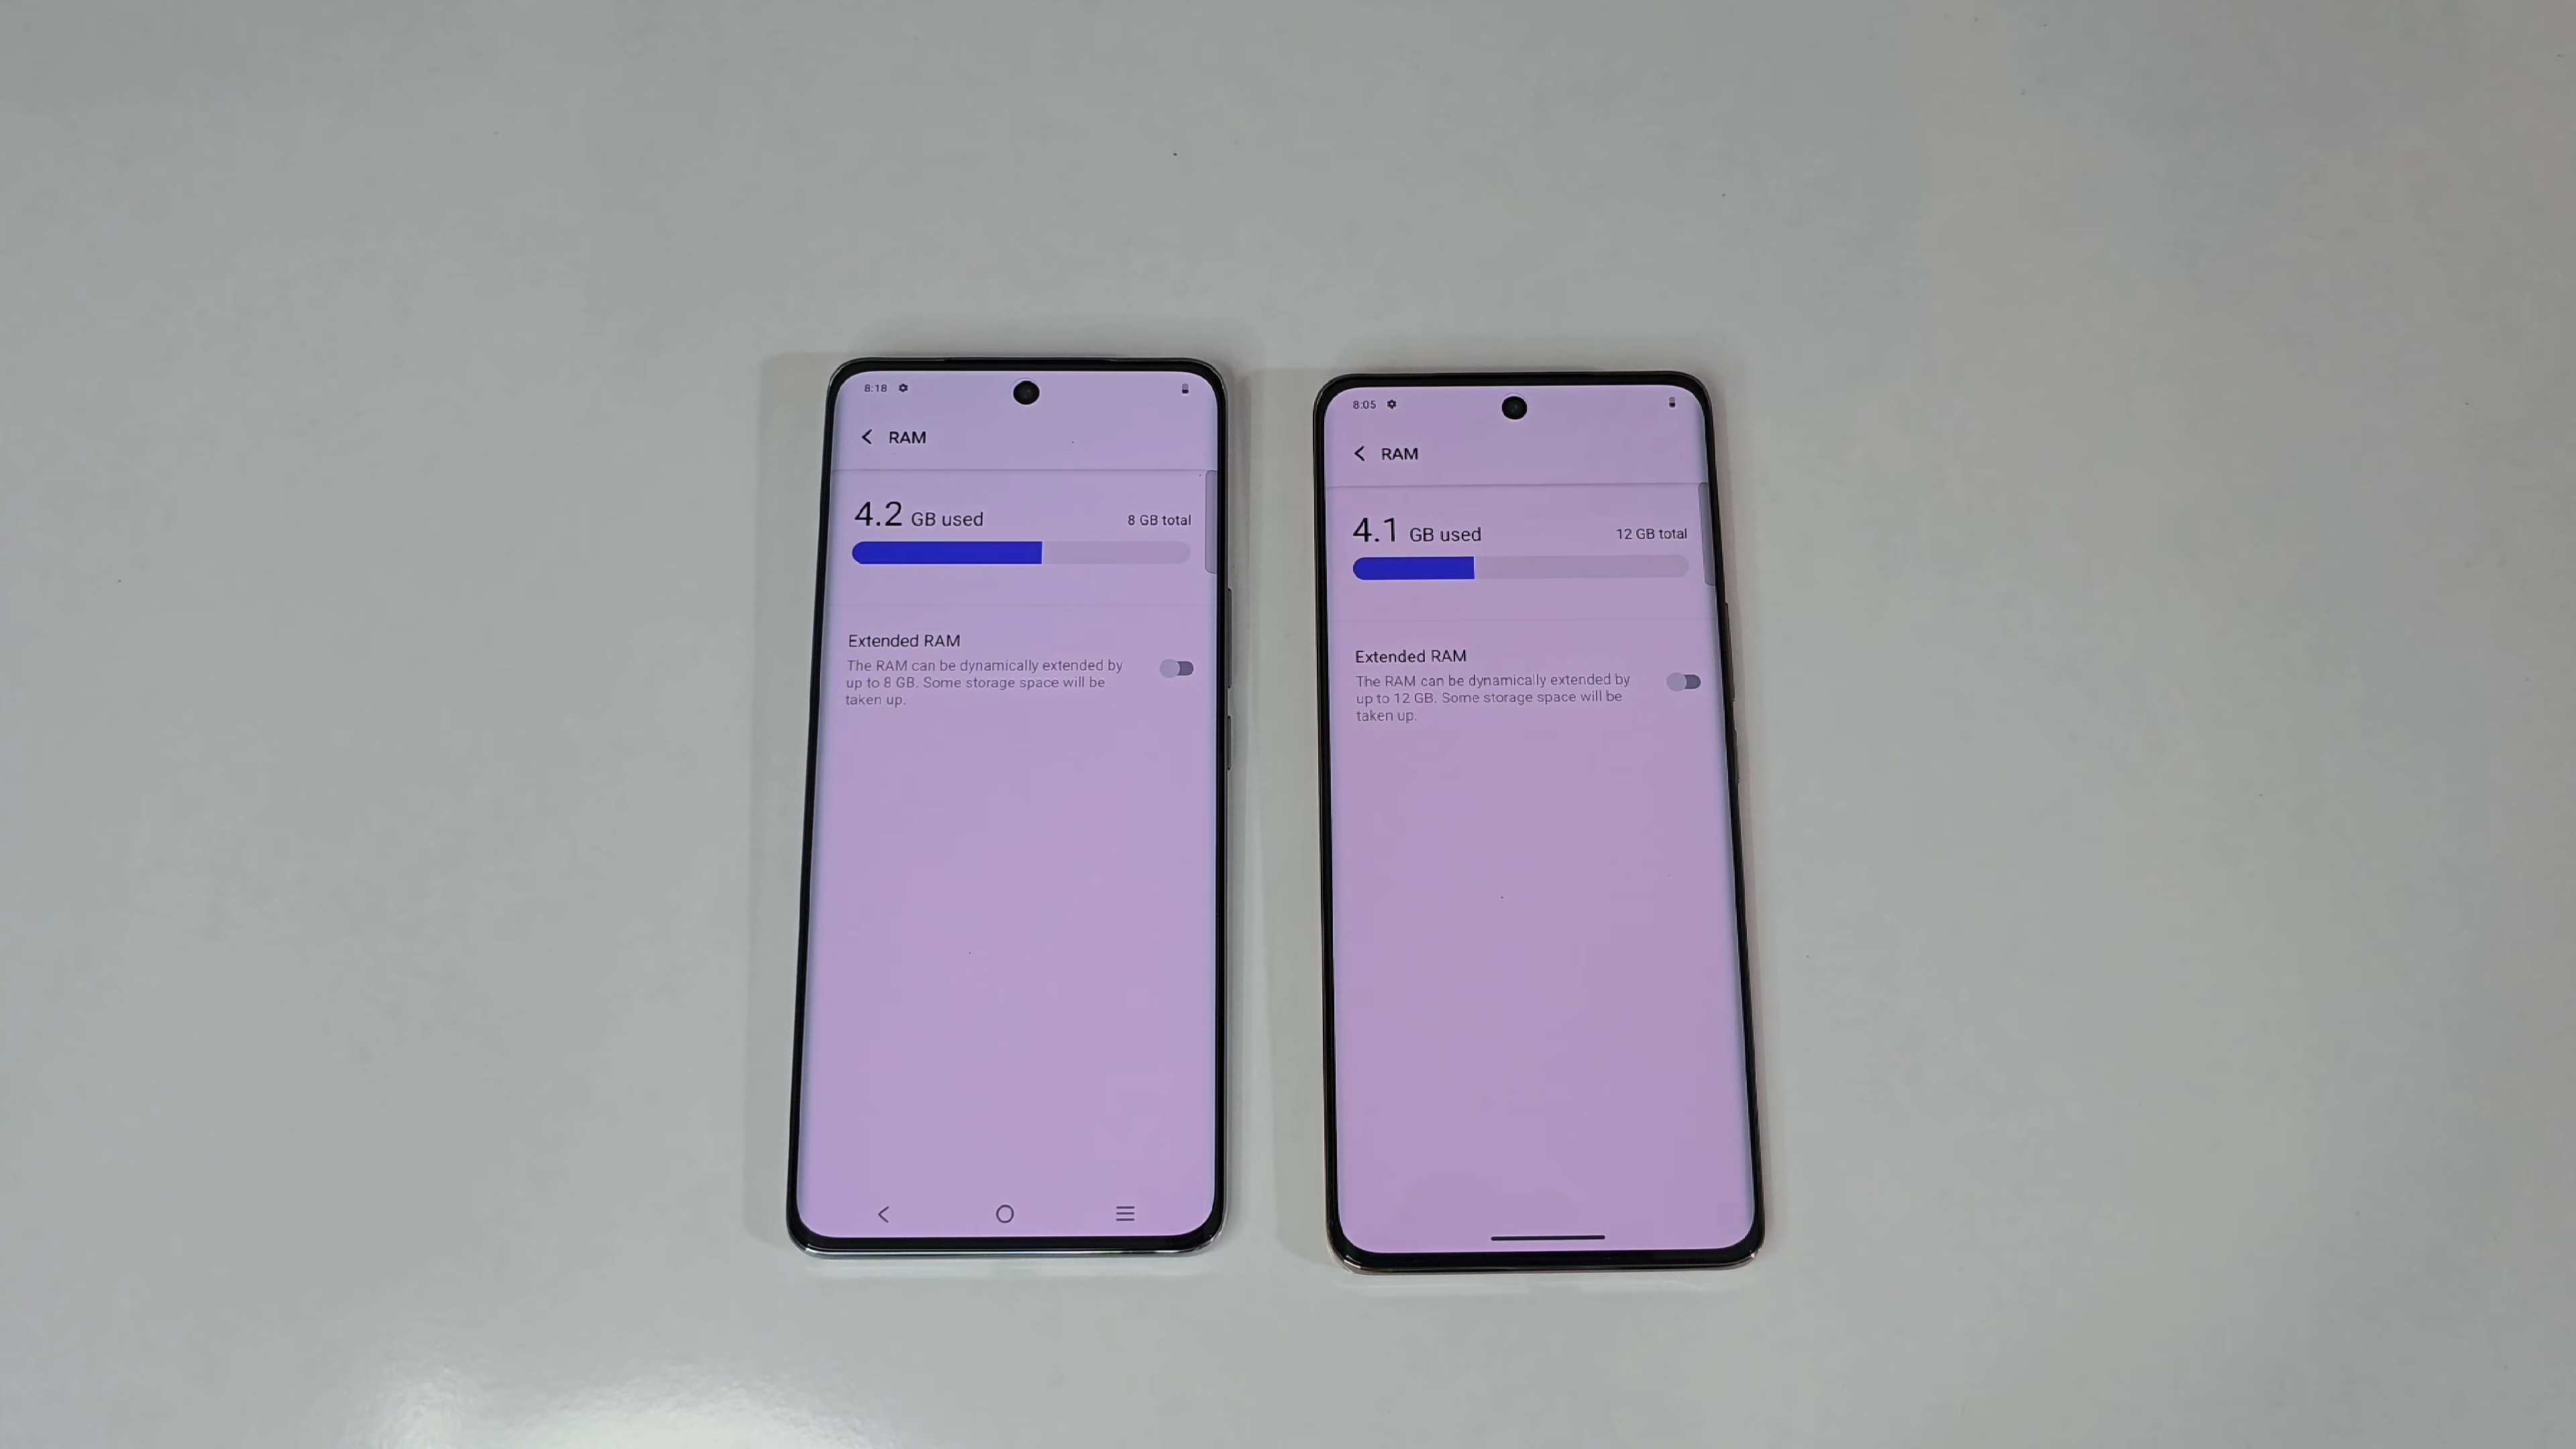 8:18
RAM
4.2 GB used 8 GB total
Extended RAM
The RAM can be dynamically extended by
up to 8 GB. Some storage space will be
taken up.
8:05
RAM
4.1 GB used 12 GB total
Extended RAM
The RAM can be dynamically extended by
up to 12 GB. Some storage space will be
taken up.